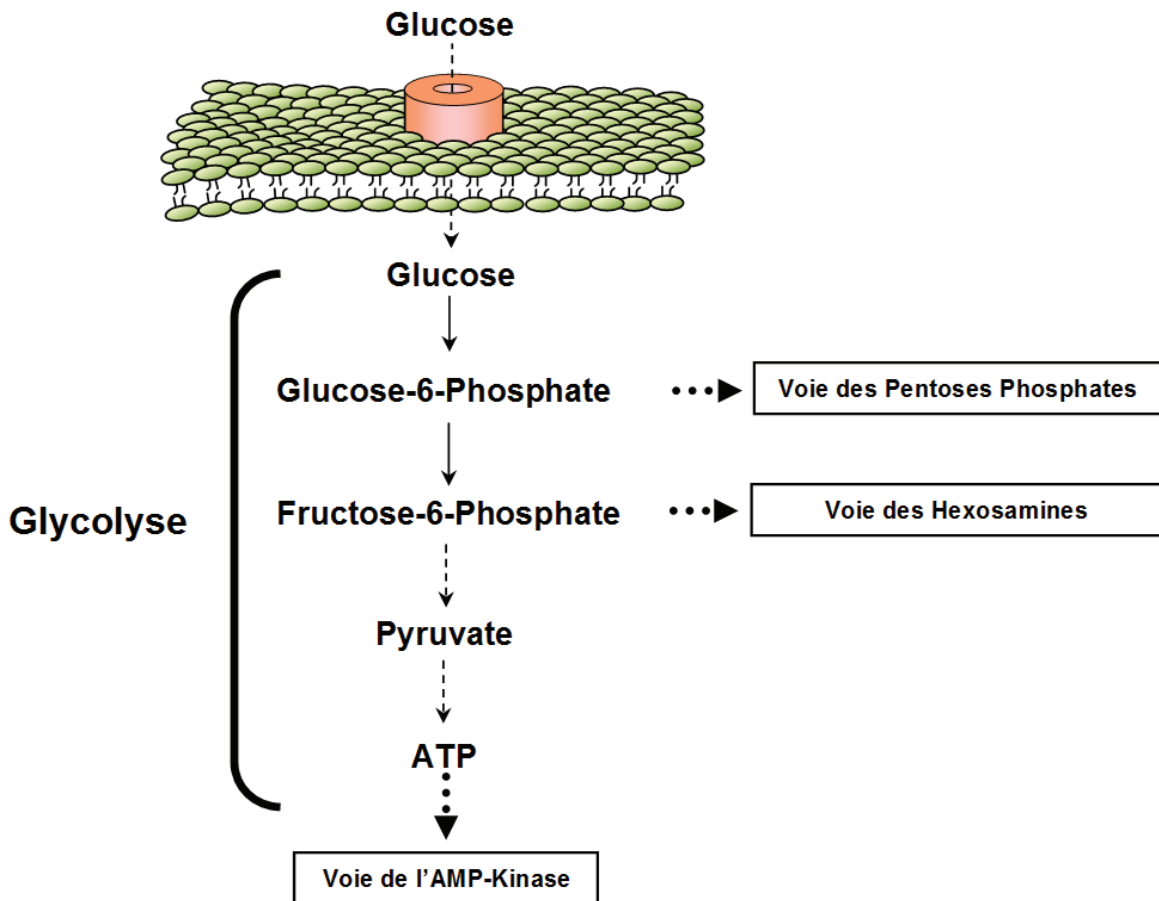 Glucose
Glucose
Glucose-6-Phosphate
Voie des Pentoses Phosphates
Glycolyse
Fructose-6-Phosphate
Voie des Hexosamines
Pyruvate
ATP
Voie de l'AMP-Kinase